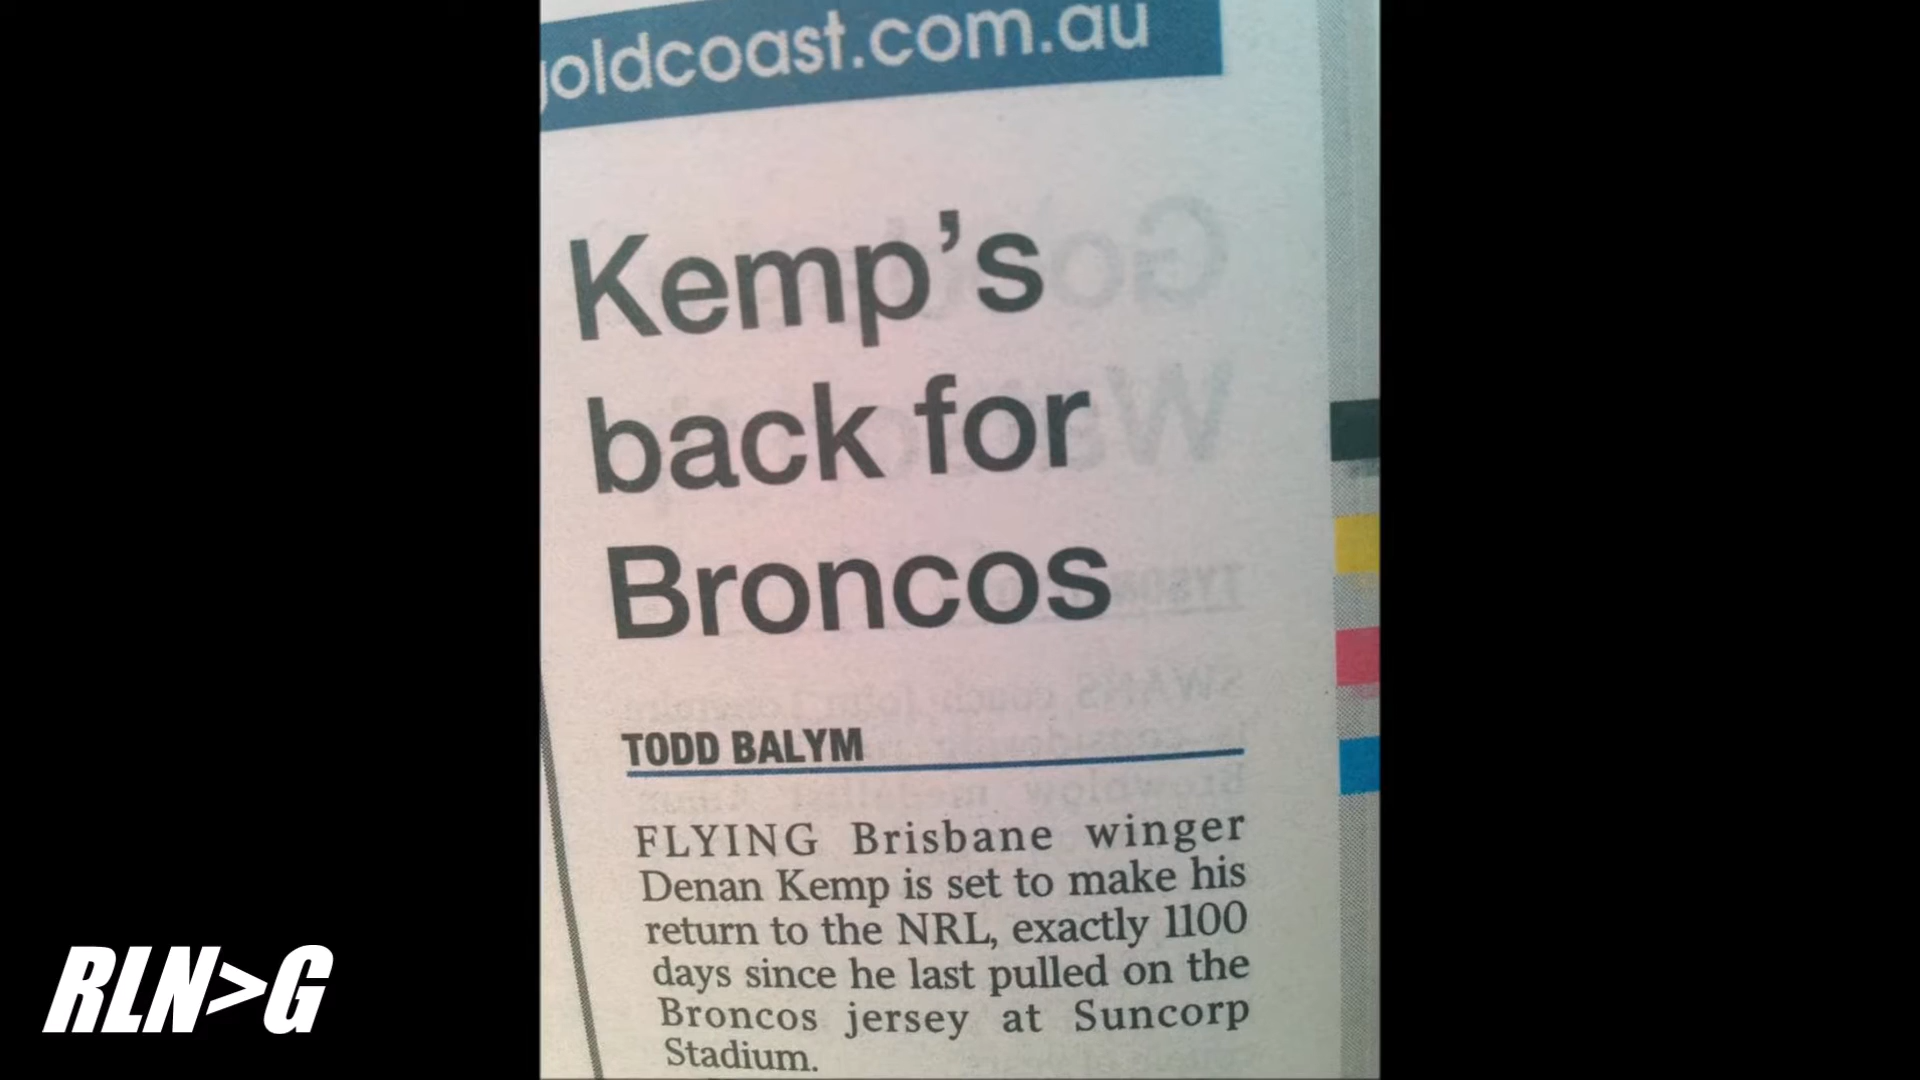 goldcoast.com.au
Kemp's
back for
Broncos
TODD BALYM
FLYING Brisbane winger
Denan Kemp is set to make his
return to the NRL, exactly 1100
days since he last pulled on the
Broncos jersey at Suncorp
Stadium.
RLN>G